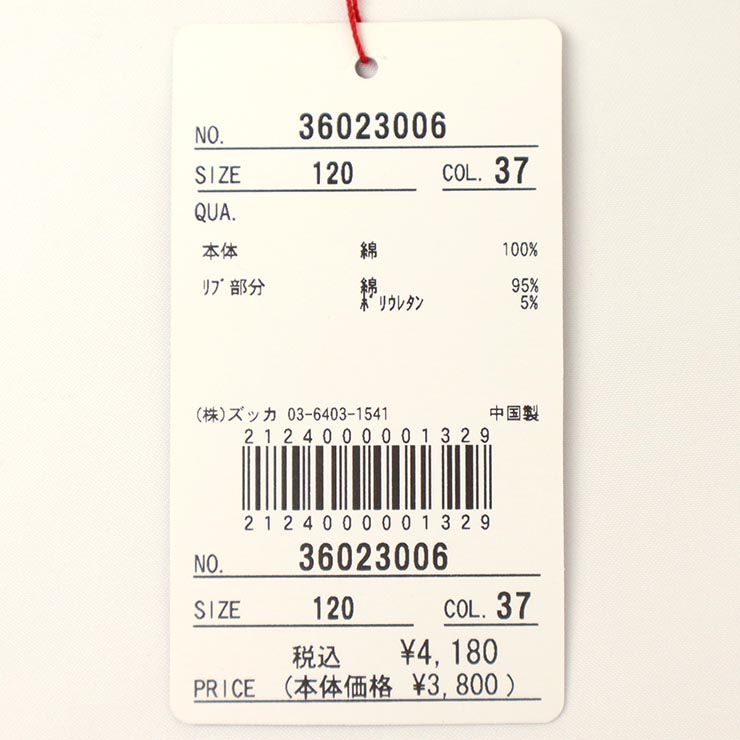 NO. 36023006
SIZE 120 COL. 37
QUA.
本体 綿 100%
ﾘﾌﾞ部分 綿 95%
ﾎﾟﾘｳﾚﾀﾝ 5%
(株)ズッカ 03-6403-1541 中国製
2124000001329
2124000001329
NO. 36023006
SIZE 120 COL. 37
税込 ¥4,180
PRICE (本体価格 ¥3,800)